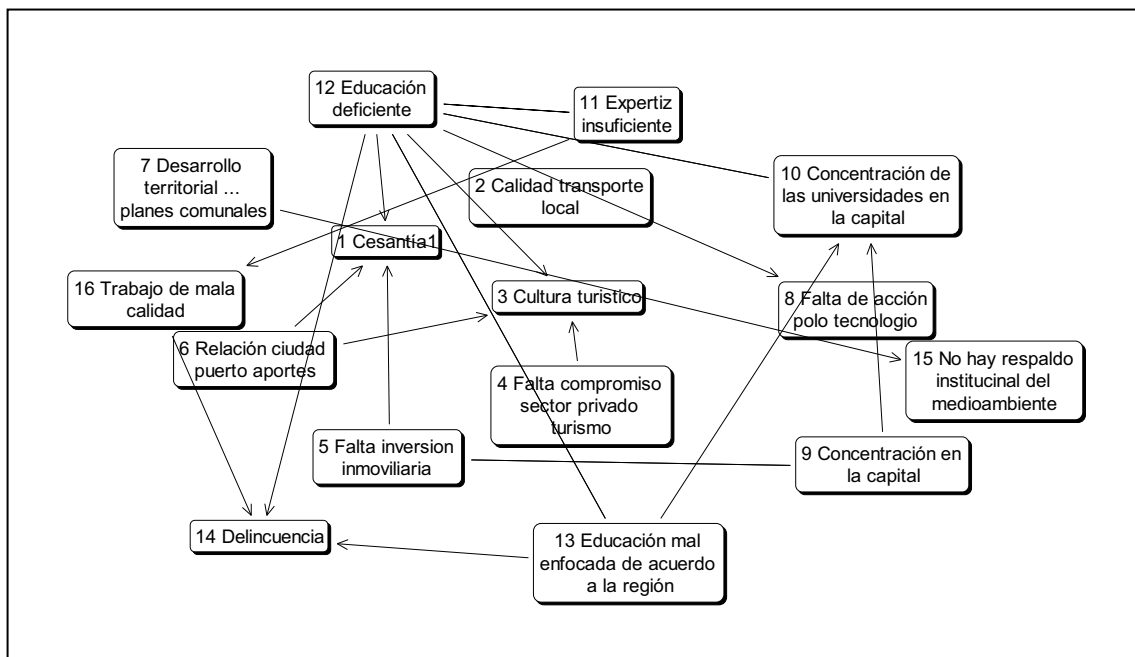 12 Educación
deficiente
11 Expertiz
insuficiente
7 Desarrollo
territorial ...
planes comunales
2 Calidad transporte
local
10 Concentración de
las universidades en
la capital
1 Cesantía1
16 Trabajo de mala
calidad
3 Cultura turistico
8 Falta de acción
polo tecnologio
6 Relación ciudad
puerto aportes
15 No hay respaldo
institucinal del
medioambiente
4 Falta compromiso
sector privado
turismo
5 Falta inversion
inmoviliaria
9 Concentración en
la capital
14 Delincuencia
13 Educación mal
enfocada de acuerdo
a la región